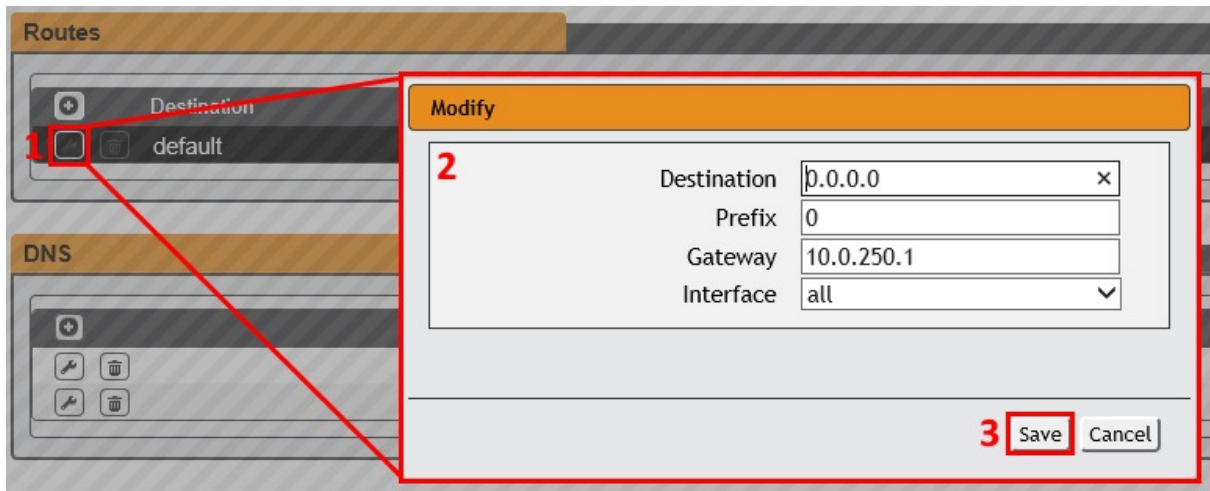 Routes
Destination
1 default
DNS
Modify
2
Destination 0.0.0.0 ×
Prefix 0
Gateway 10.0.250.1
Interface all
3 Save Cancel